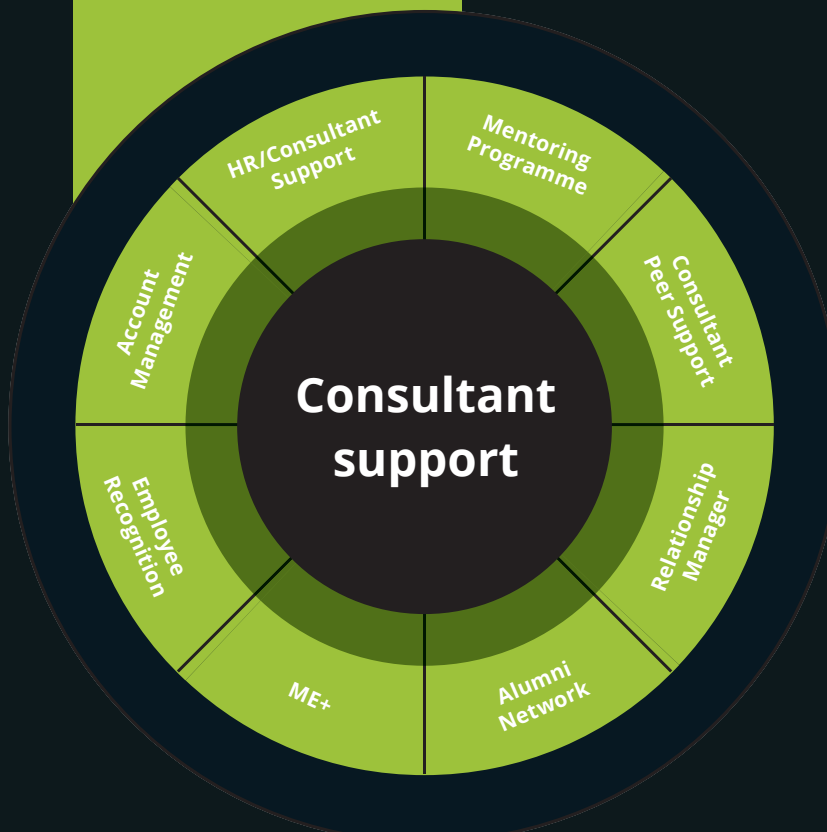 Consultant
support
Mentoring
Programme
Consultant
Peer Support
Relationship
Manager
Alumni
Network
ME+
Employee
Recognition
Account
Management
HR/Consultant
Support